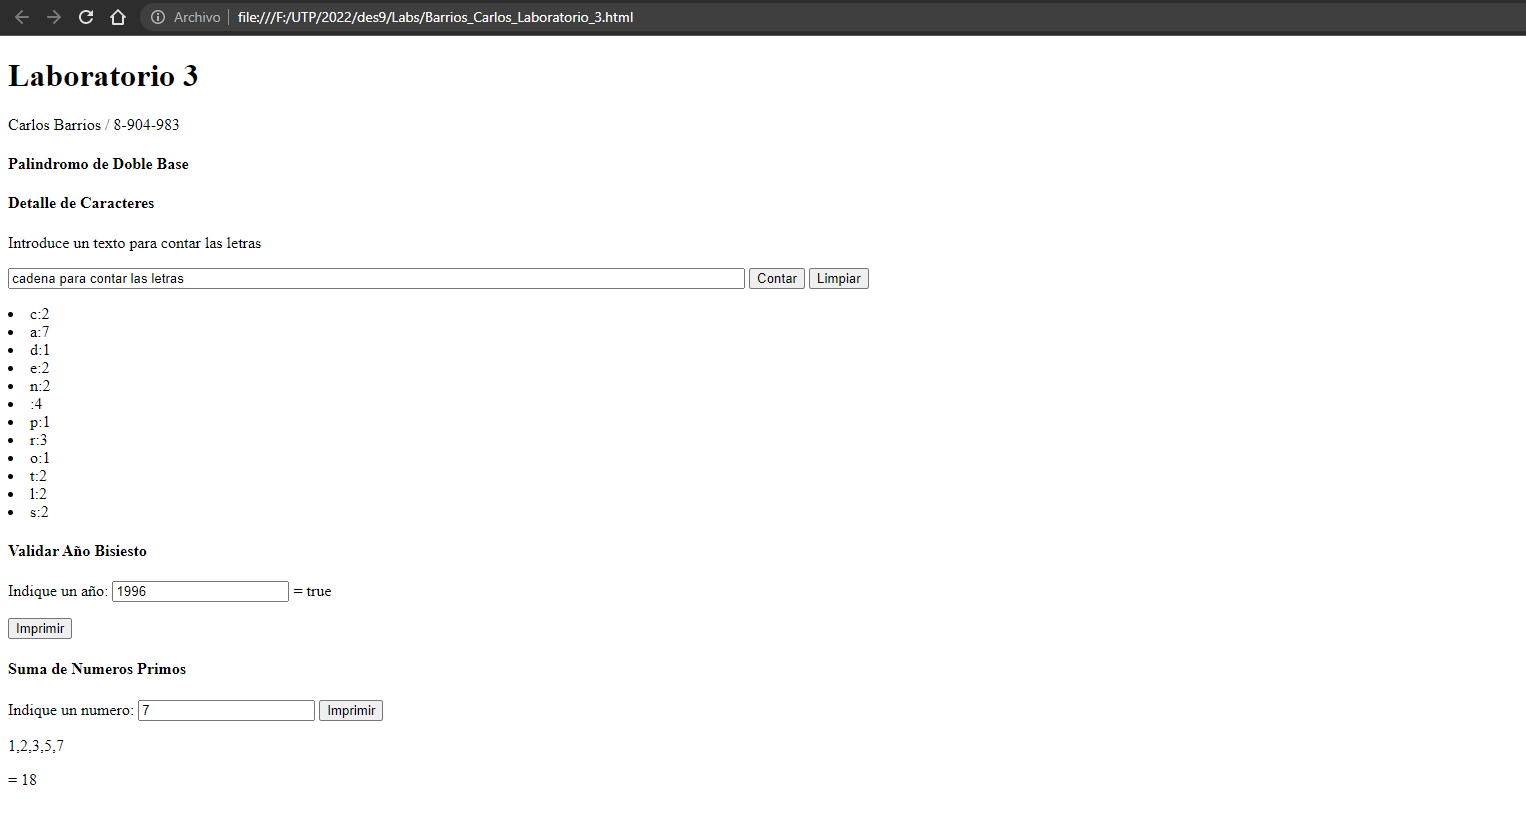 Archivo | file:///F:/UTP/2022/des9/Labs/Barrios_Carlos_Laboratorio_3.html
Laboratorio 3
Carlos Barrios / 8-904-983
Palindromo de Doble Base
Detalle de Caracteres
Introduce un texto para contar las letras
cadena para contar las letras Contar Limpiar
• c:2
• a:7
• d:1
• e:2
• n:2
• :4
• p:1
• r:3
• o:1
• t:2
• l:2
• s:2
Validar Año Bisiesto
Indique un año: 1996 = true
Imprimir
Suma de Numeros Primos
Indique un numero: 7 Imprimir
1,2,3,5,7
= 18